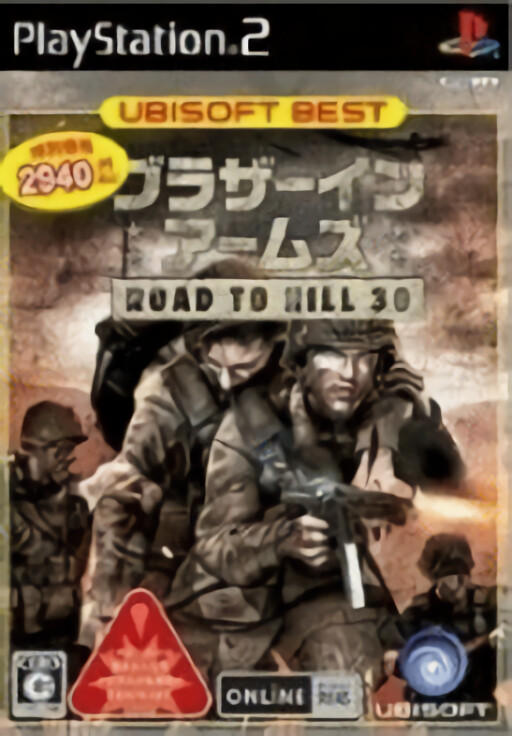 PlayStation.2
UBISOFT BEST
2940
ブラザーイン
アームズ
ROAD TO HILL 30
C
ONLINE
UBISOFT